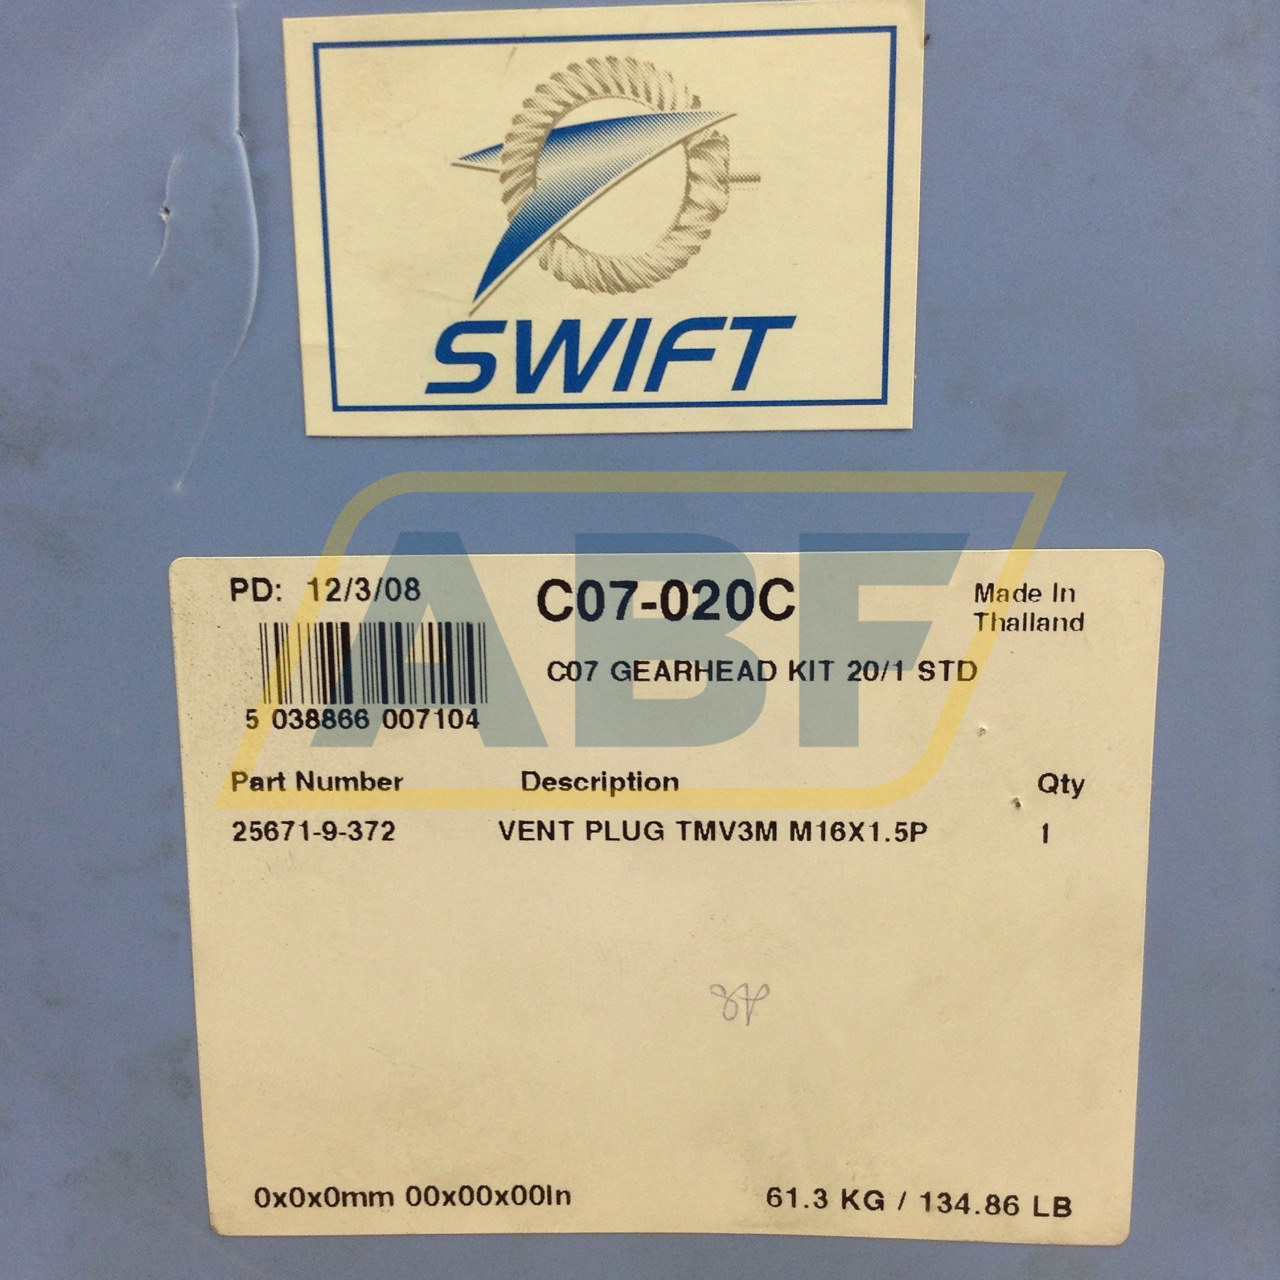 SWIFT
ABF
PD: 12/3/08
C07-020C
Made In
Thailand
C07 GEARHEAD KIT 20/1 STD
5 038866 007104
Part Number Description Qty
25671-9-372 VENT PLUG TMV3M M16X1.5P 1
0x0x0mm 00x00x00In
61.3 KG / 134.86 LB